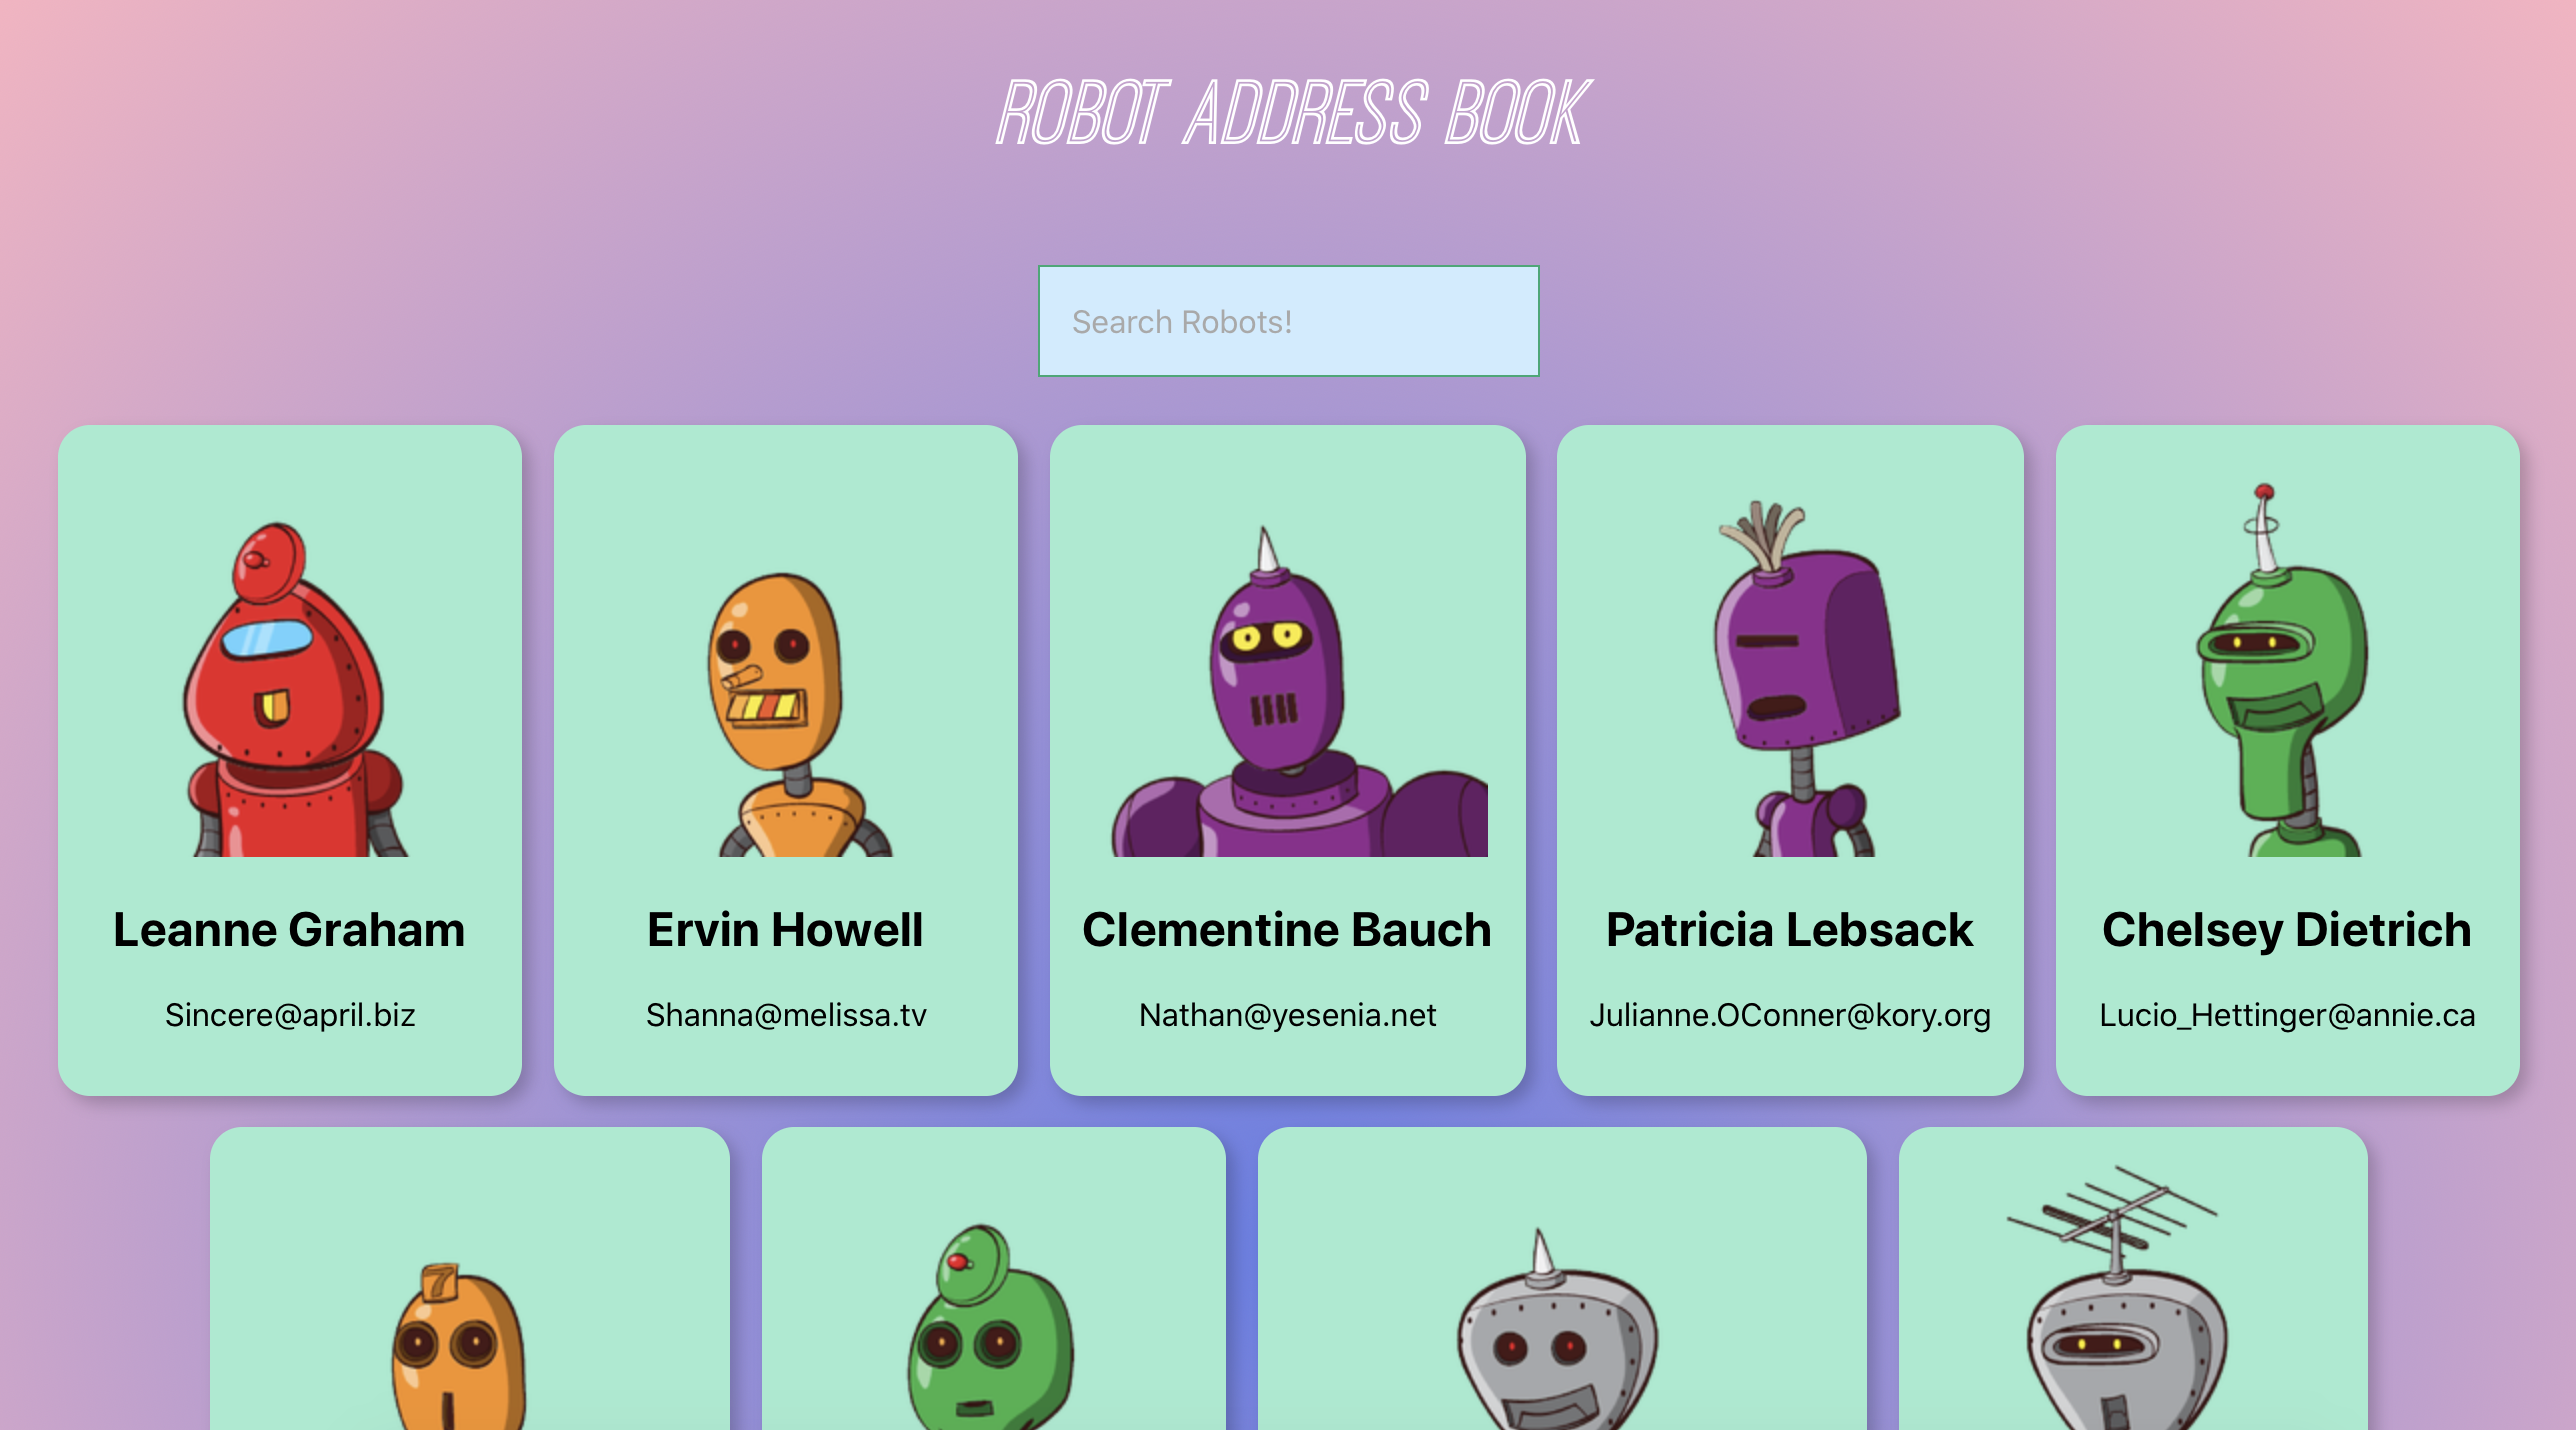 ROBOT ADDRESS BOOK
Search Robots!
Leanne Graham
Sincere@april.biz
Ervin Howell
Shanna@melissa.tv
Clementine Bauch
Nathan@yesenia.net
Patricia Lebsack
Julianne.OConner@kory.org
Chelsey Dietrich
Lucio_Hettinger@annie.ca
7